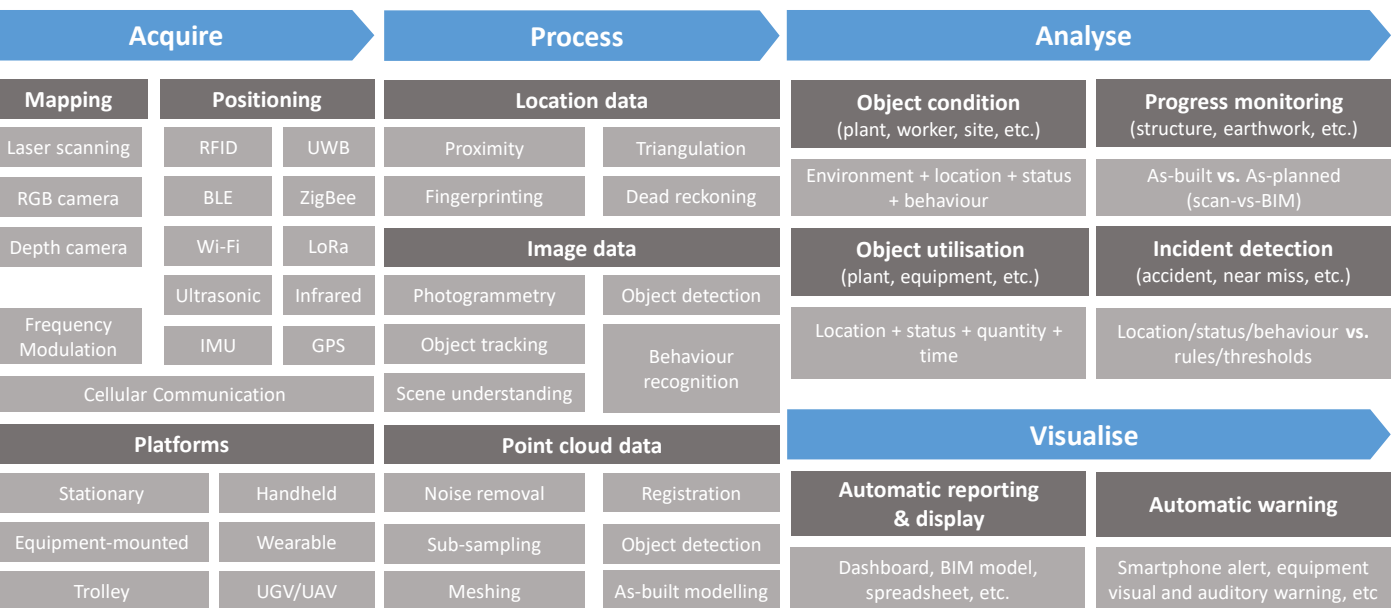 Acquire
Mapping
Positioning
Laser scanning
RFID
UWB
RGB camera
BLE
ZigBee
Depth camera
Wi-Fi
LoRa
Ultrasonic
Infrared
Frequency
Modulation
IMU
GPS
Cellular Communication
Platforms
Stationary
Handheld
Equipment-mounted
Wearable
Trolley
UGV/UAV
Process
Location data
Proximity
Triangulation
Fingerprinting
Dead reckoning
Image data
Photogrammetry
Object detection
Object tracking
Behaviour
recognition
Scene understanding
Point cloud data
Noise removal
Registration
Sub-sampling
Object detection
Meshing
As-built modelling
Analyse
Object condition
(plant, worker, site, etc.)
Environment + location + status
+ behaviour
Progress monitoring
(structure, earthwork, etc.)
As-built vs. As-planned
(scan-vs-BIM)
Object utilisation
(plant, equipment, etc.)
Location + status + quantity +
time
Incident detection
(accident, near miss, etc.)
Location/status/behaviour vs.
rules/thresholds
Visualise
Automatic reporting
& display
Dashboard, BIM model,
spreadsheet, etc.
Automatic warning
Smartphone alert, equipment
visual and auditory warning, etc